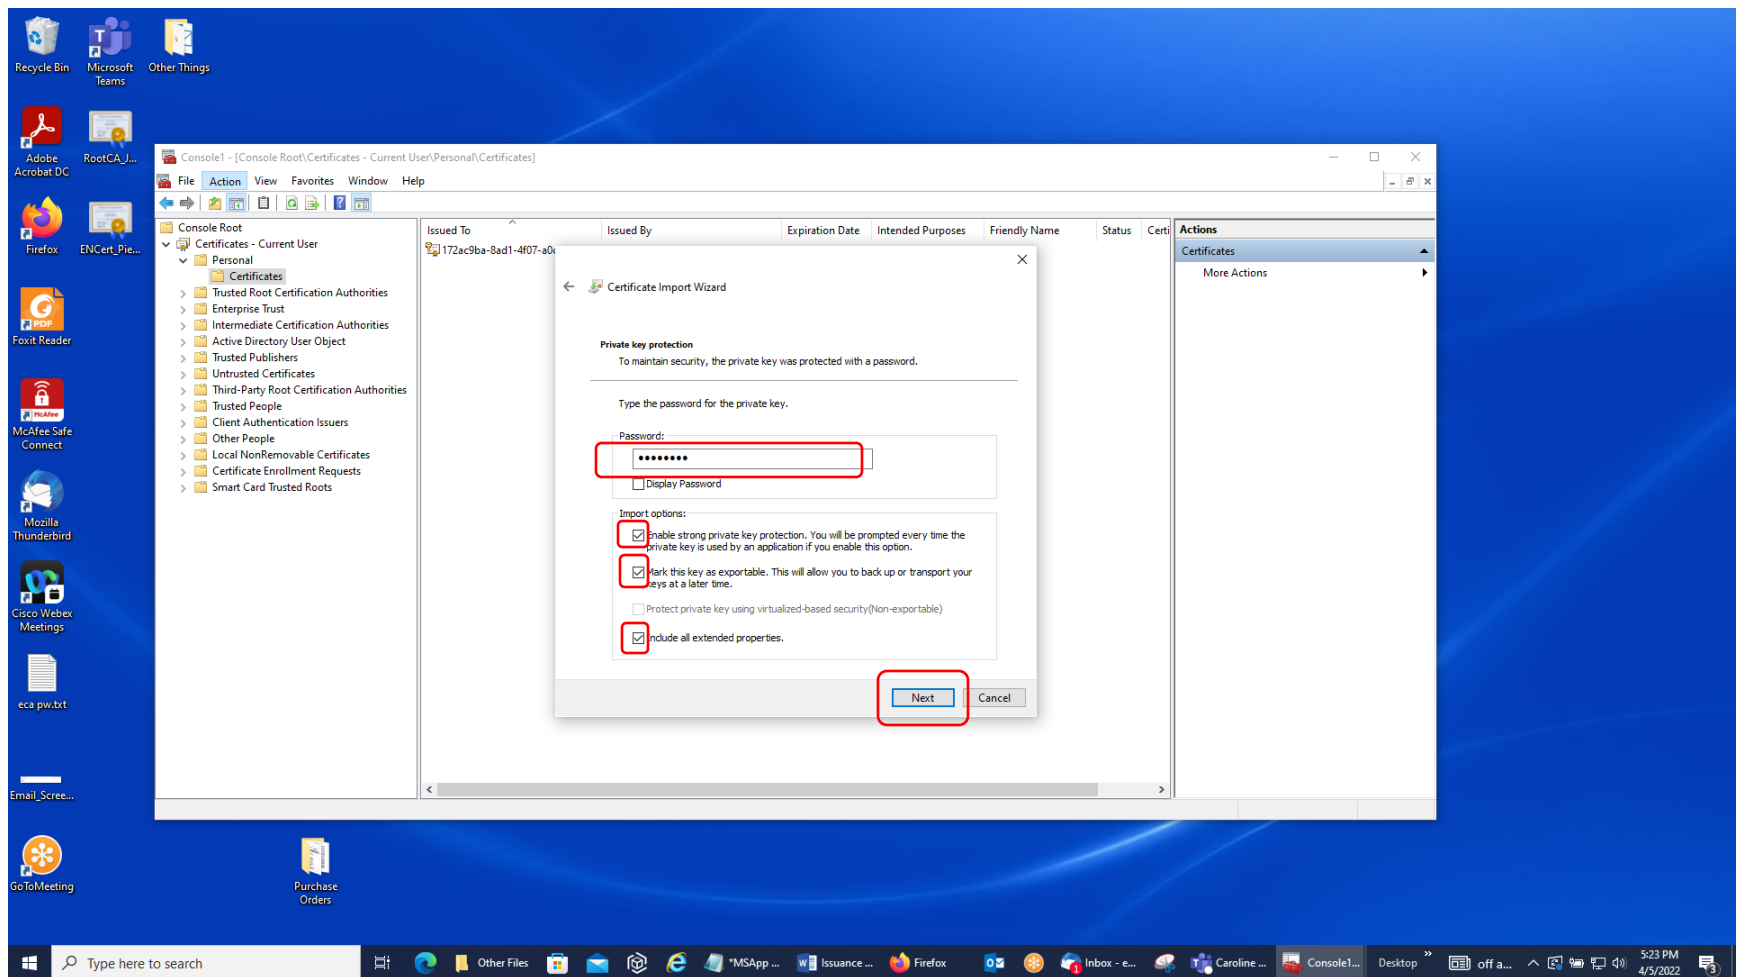 Recycle Bin
Microsoft
Teams
Other Things
Adobe
Acrobat DC
RootCA_J...
Firefox
ENCert_Pie...
Foxit Reader
McAfee Safe
Connect
Mozilla
Thunderbird
Cisco Webex
Meetings
eca pw.txt
Email_Scree...
GoToMeeting
Purchase
Orders
Console1 - [Console Root\Certificates - Current User\Personal\Certificates]
File Action View Favorites Window Help
Console Root
Certificates - Current User
Personal
Certificates
Trusted Root Certification Authorities
Enterprise Trust
Intermediate Certification Authorities
Active Directory User Object
Trusted Publishers
Untrusted Certificates
Third-Party Root Certification Authorities
Trusted People
Client Authentication Issuers
Other People
Local NonRemovable Certificates
Certificate Enrollment Requests
Smart Card Trusted Roots
Issued To Issued By Expiration Date Intended Purposes Friendly Name Status Certi
172ac9ba-8ad1-4f07-a0
Actions
Certificates
More Actions
Certificate Import Wizard
Private key protection
To maintain security, the private key was protected with a password.
Type the password for the private key.
Password:
••••••••
Display Password
Import options:
Enable strong private key protection. You will be prompted every time the
private key is used by an application if you enable this option.
Mark this key as exportable. This will allow you to back up or transport your
keys at a later time.
Protect private key using virtualized-based security(Non-exportable)
Include all extended properties.
Next Cancel
Type here to search
Other Files
*MSApp ...
Issuance ...
Firefox
Inbox - e...
Caroline ...
Console1...
Desktop
off a...
5:23 PM
4/5/2022
3